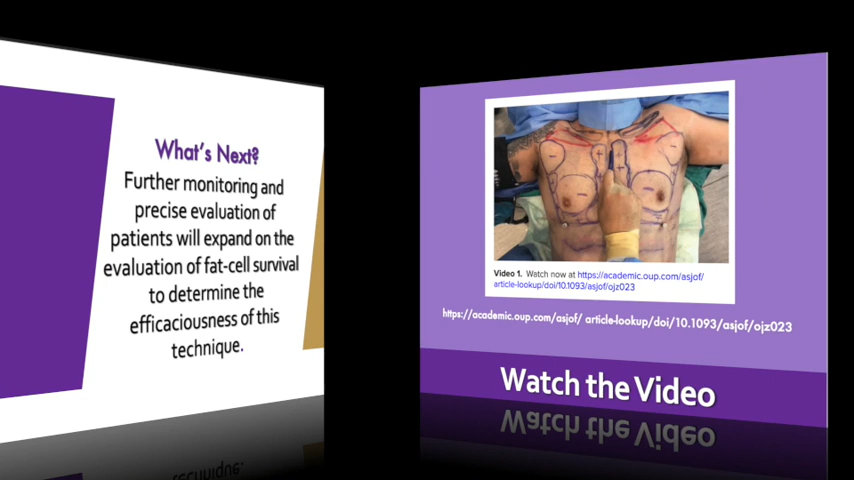 What's Next?
Further monitoring and
precise evaluation of
patients will expand on the
evaluation of fat-cell survival
to determine the
efficaciousness of this
technique.
Video 1. Watch now at https://academic.oup.com/asjof/
article-lookup/doi/10.1093/asjof/ojz023
https://academic.oup.com/asjof/ article-lookup/doi/10.1093/asjof/ojz023
Watch the Video